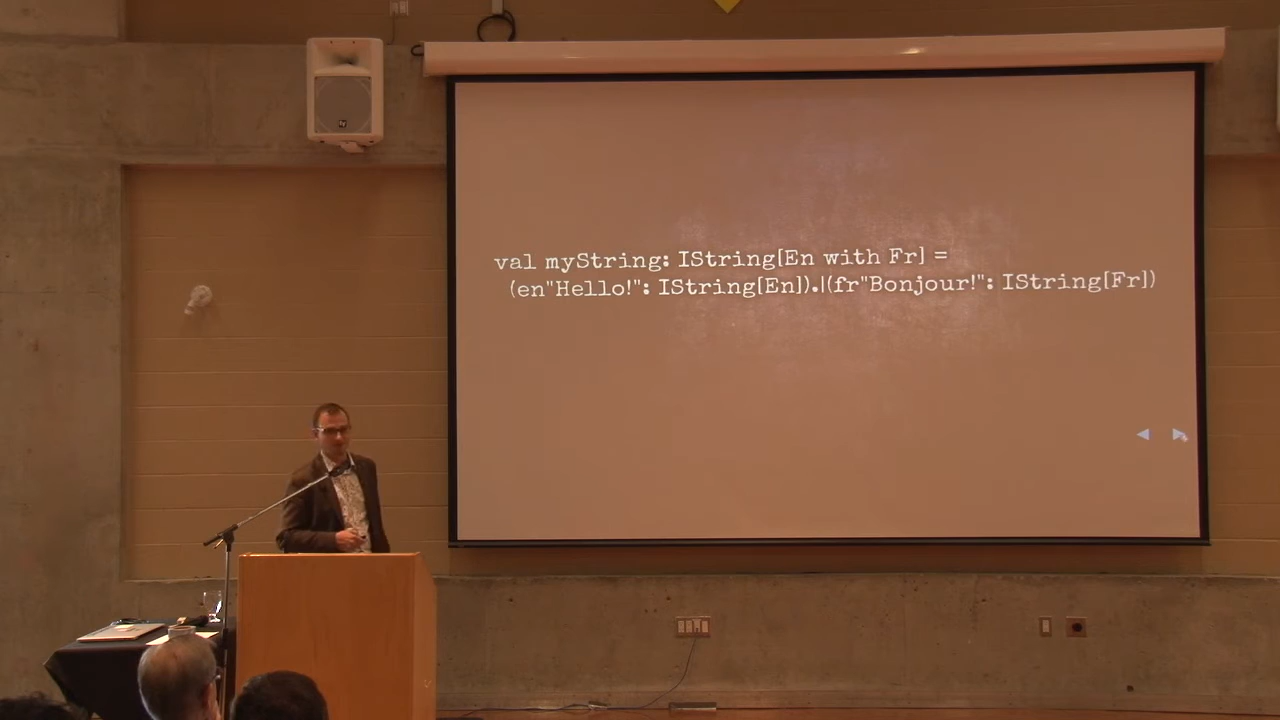 val myString: IString[En with Fr] =
(en"Hello!": IString[En]).|(fr"Bonjour!": IString[Fr])